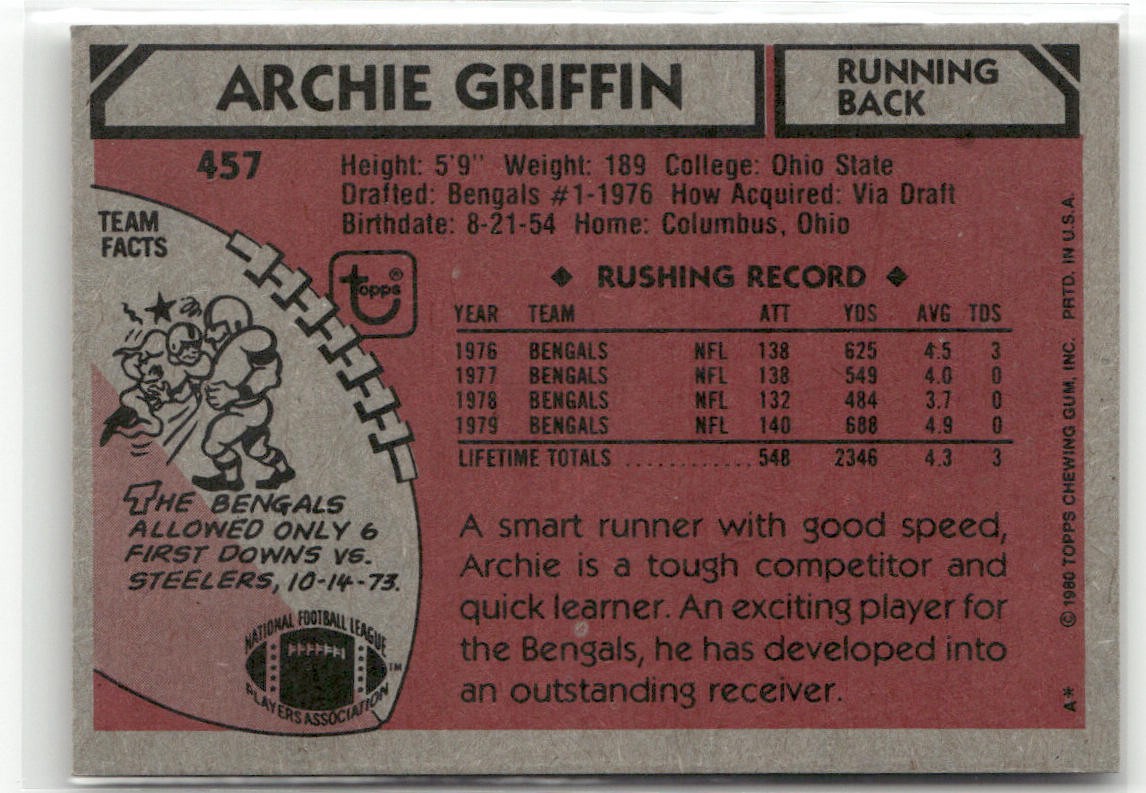 ARCHIE GRIFFIN
RUNNING
BACK
457
Height: 5'9" Weight: 189 College: Ohio State
Drafted: Bengals #1-1976 How Acquired: Via Draft
Birthdate: 8-21-54 Home: Columbus, Ohio
TEAM
FACTS
topps®
◆ RUSHING RECORD ◆
YEAR TEAM ATT YDS AVG TDS
1976 BENGALS NFL 138 625 4.5 3
1977 BENGALS NFL 138 549 4.0 0
1978 BENGALS NFL 132 484 3.7 0
1979 BENGALS NFL 140 688 4.9 0
LIFETIME TOTALS ............ 548 2346 4.3 3
THE BENGALS
ALLOWED ONLY 6
FIRST DOWNS VS.
STEELERS, 10-14-73.
NATIONAL FOOTBALL LEAGUE
PLAYERS ASSOCIATION
™
A smart runner with good speed,
Archie is a tough competitor and
quick learner. An exciting player for
the Bengals, he has developed into
an outstanding receiver.
A* © 1980 TOPPS CHEWING GUM, INC. PRTD. IN U.S.A.